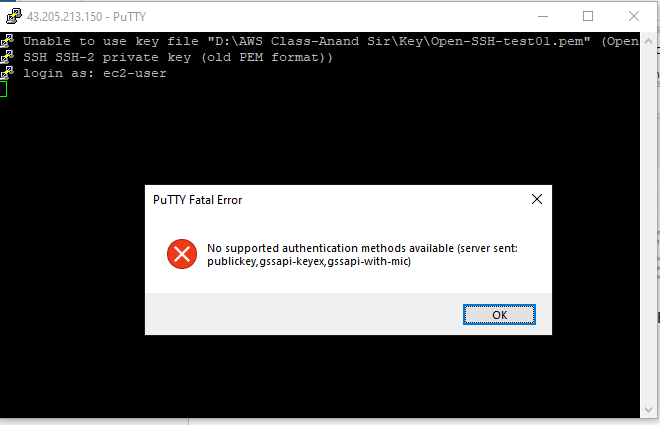 43.205.213.150 - PuTTY
Unable to use key file "D:\AWS Class-Anand Sir\Key\Open-SSH-test01.pem" (Open
SSH SSH-2 private key (old PEM format))
login as: ec2-user
PuTTY Fatal Error
No supported authentication methods available (server sent:
publickey,gssapi-keyex,gssapi-with-mic)
OK